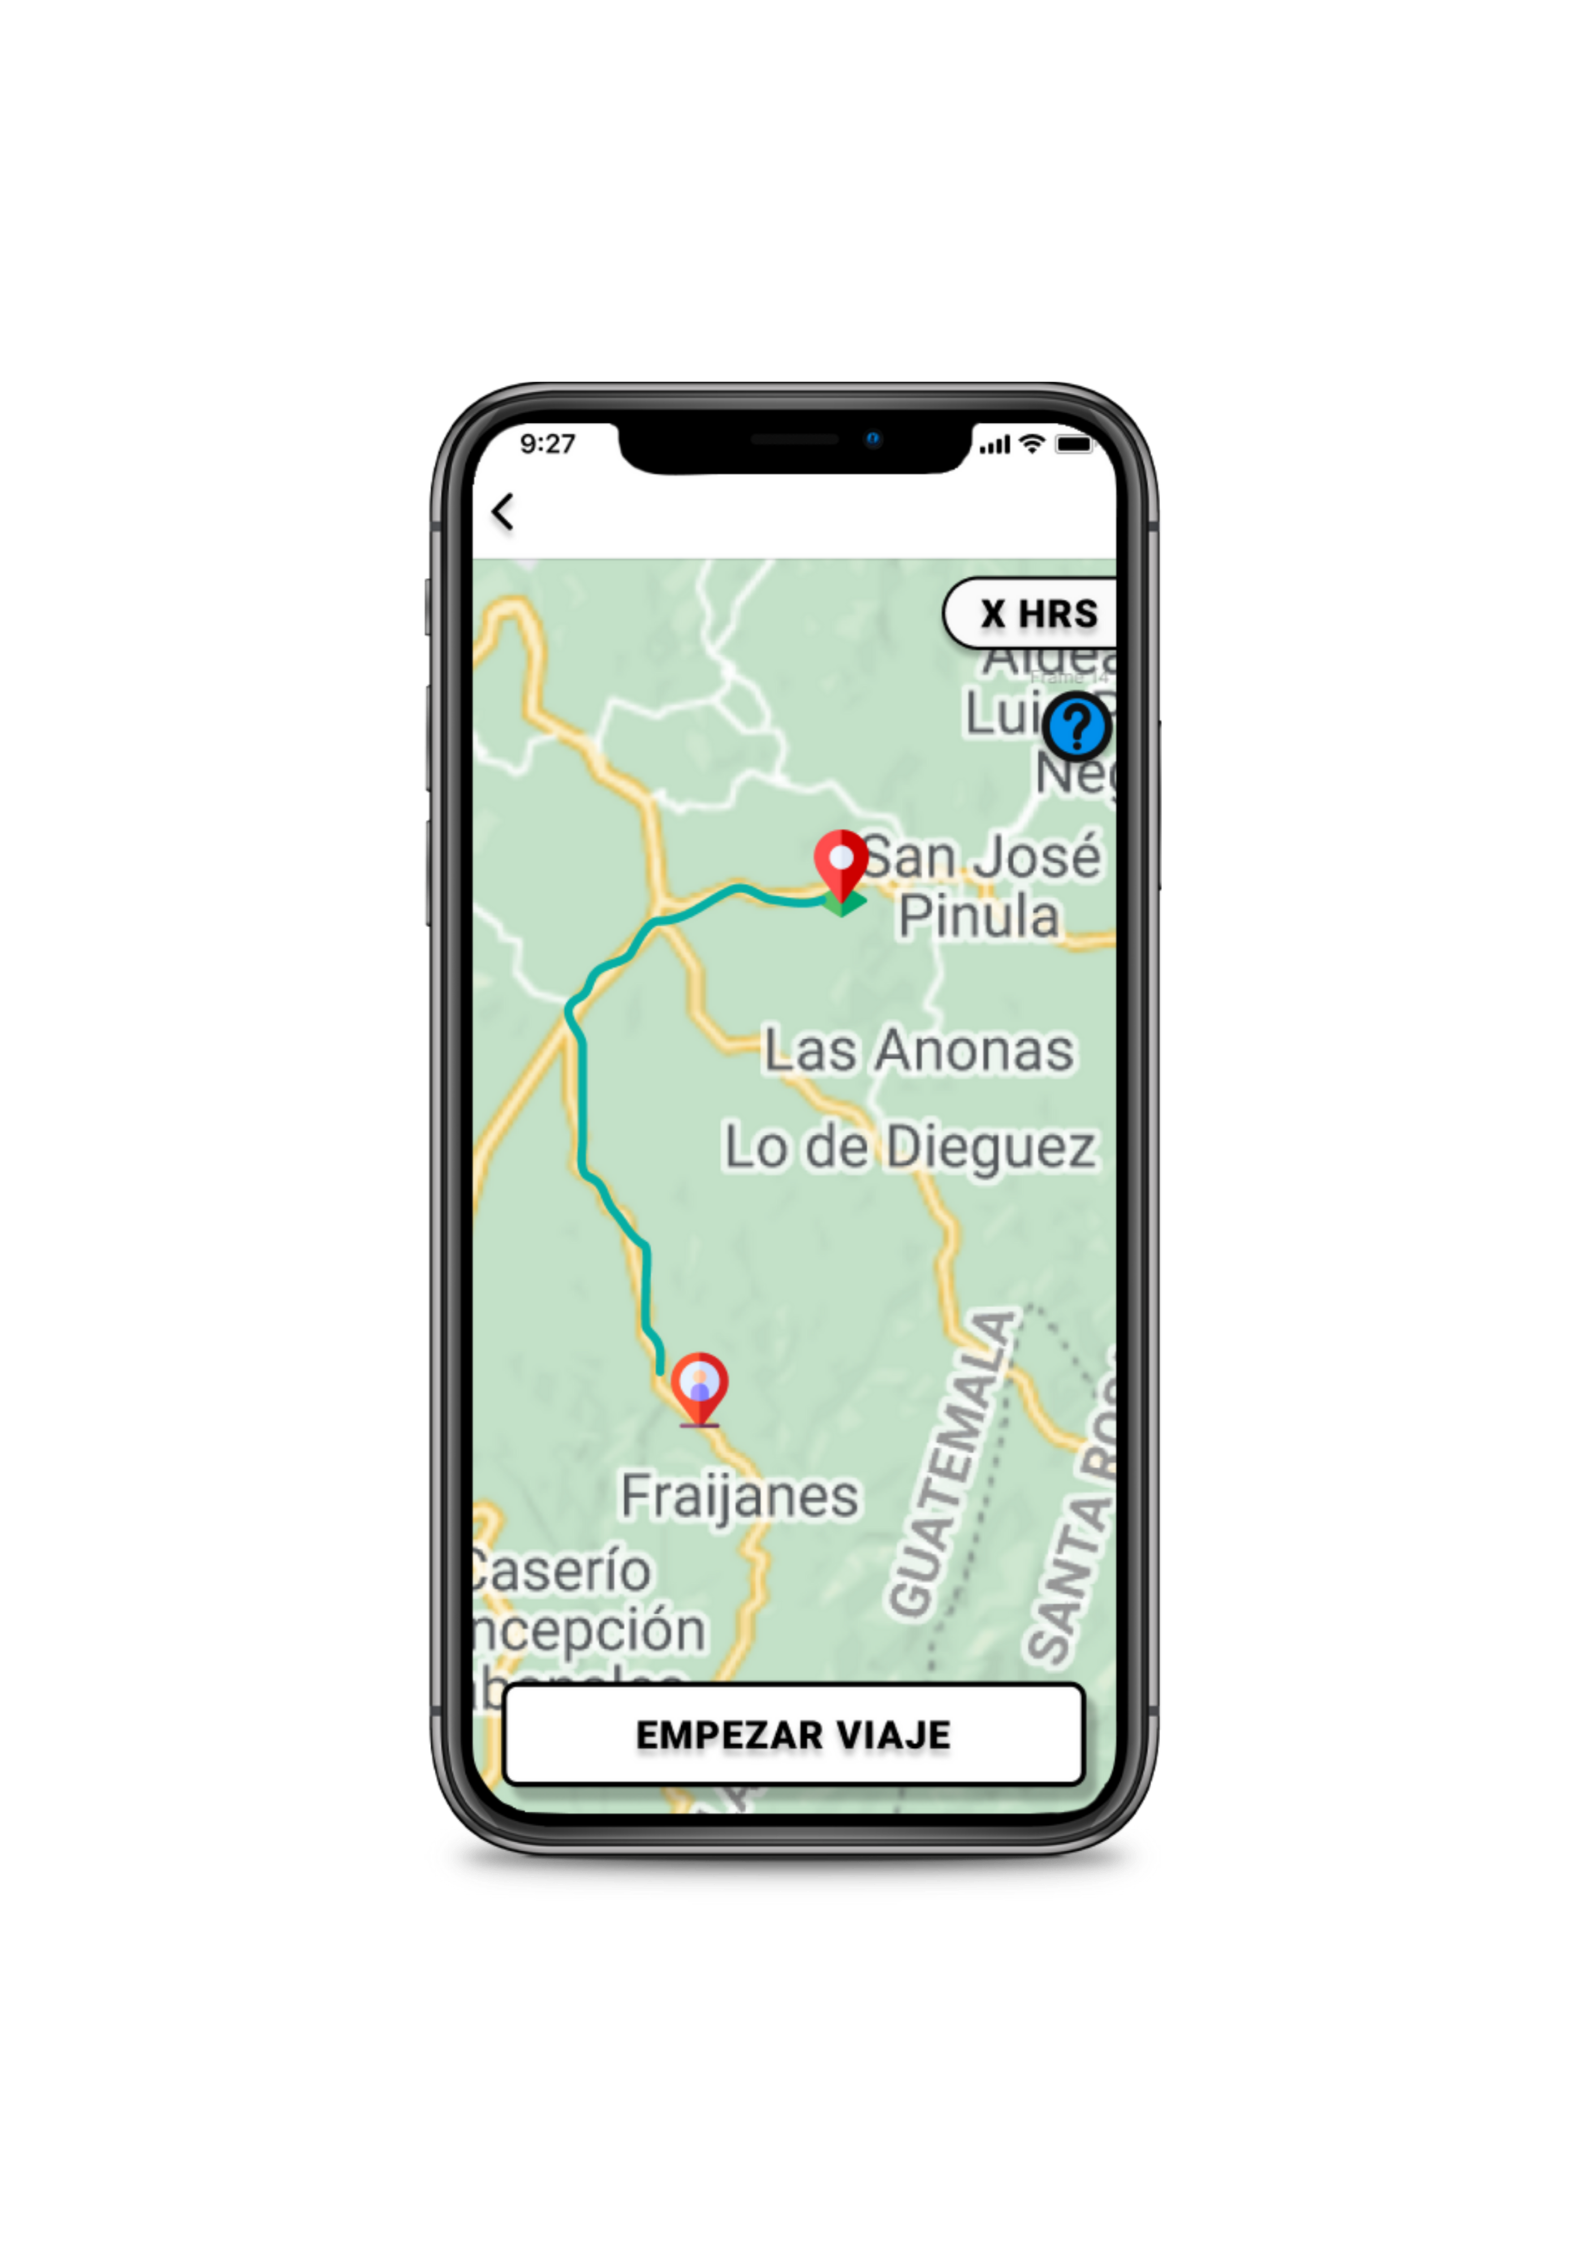 9:27
X HRS
Aldea
Frame 14
Lui
Neg
San José
Pinula
Las Anonas
Lo de Dieguez
GUATEMALA
SANTA ROS
Fraijanes
Caserío
ncepción
EMPEZAR VIAJE